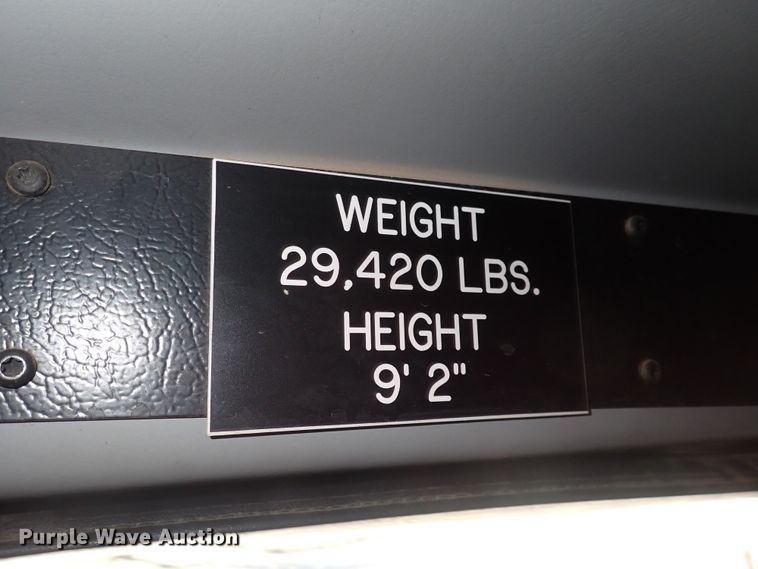 WEIGHT
29,420 LBS.
HEIGHT
9' 2"
Purple Wave Auction